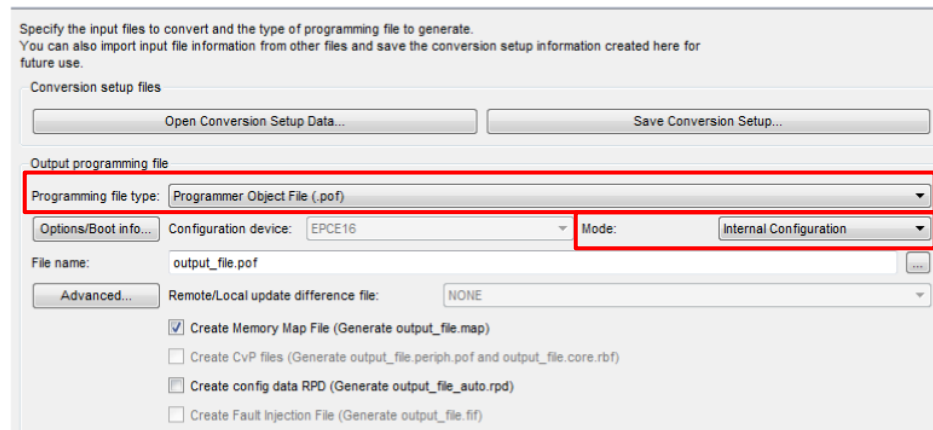 Specify the input files to convert and the type of programming file to generate.
You can also import input file information from other files and save the conversion setup information created here for
future use.
Conversion setup files
Open Conversion Setup Data... Save Conversion Setup...
Output programming file
Programming file type: Programmer Object File (.pof)
Options/Boot info... Configuration device: EPCE16 Mode: Internal Configuration
File name: output_file.pof ...
Advanced... Remote/Local update difference file: NONE
Create Memory Map File (Generate output_file.map)
Create CvP files (Generate output_file.periph.pof and output_file.core.rbf)
Create config data RPD (Generate output_file_auto.rpd)
Create Fault Injection File (Generate output_file.fif)